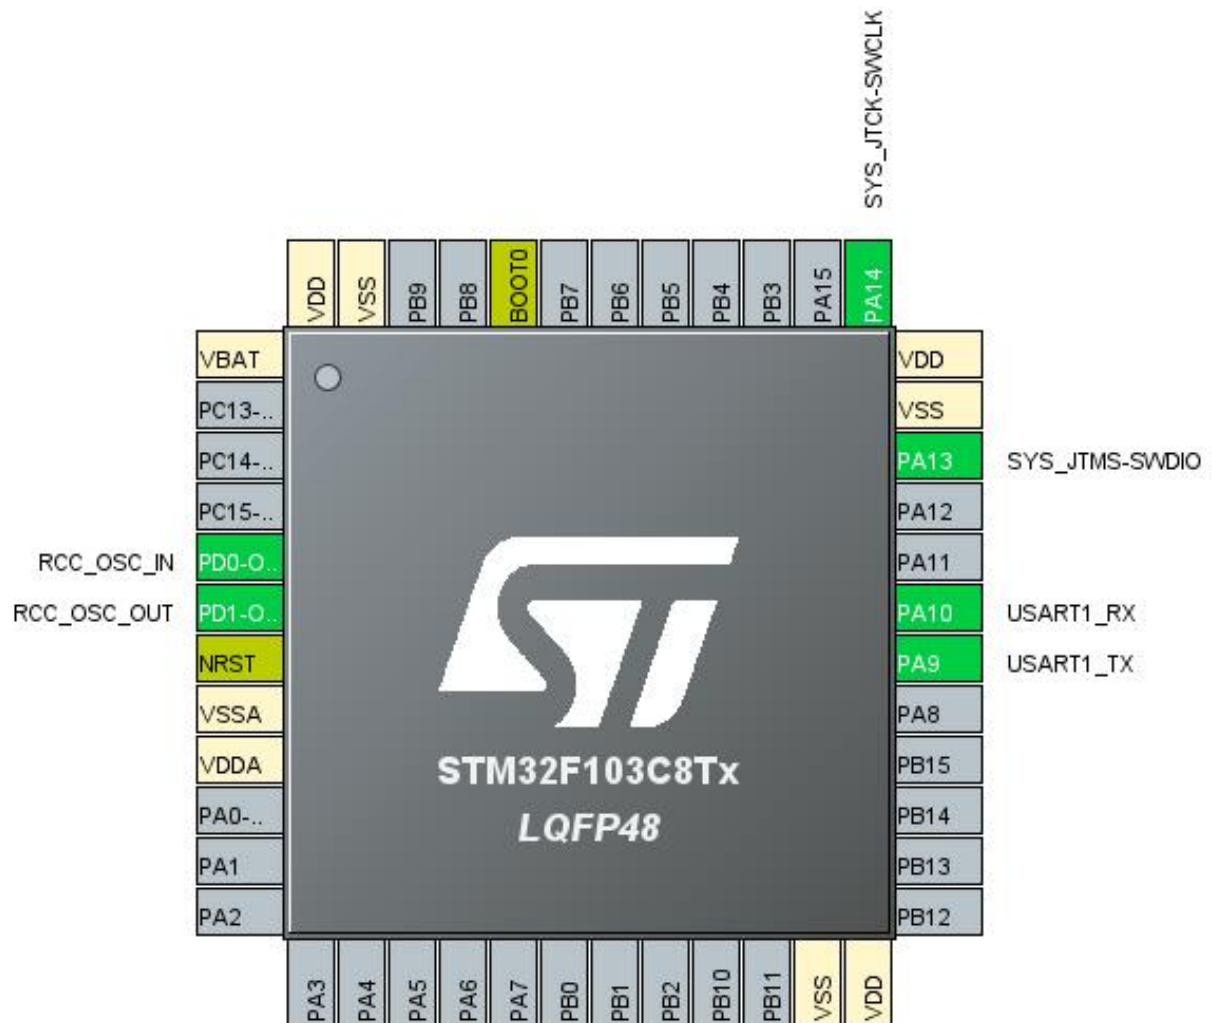 SYS_JTCK-SWCLK
VDD
VSS
PB9
PB8
BOOT0
PB7
PB6
PB5
PB4
PB3
PA15
PA14
VBAT
PC13-..
PC14-..
PC15-..
RCC_OSC_IN PD0-O..
RCC_OSC_OUT PD1-O..
NRST
VSSA
VDDA
PA0-..
PA1
PA2
ST
STM32F103C8Tx
LQFP48
VDD
VSS
PA13 SYS_JTMS-SWDIO
PA12
PA11
PA10 USART1_RX
PA9 USART1_TX
PA8
PB15
PB14
PB13
PB12
PA3
PA4
PA5
PA6
PA7
PB0
PB1
PB2
PB10
PB11
VSS
VDD